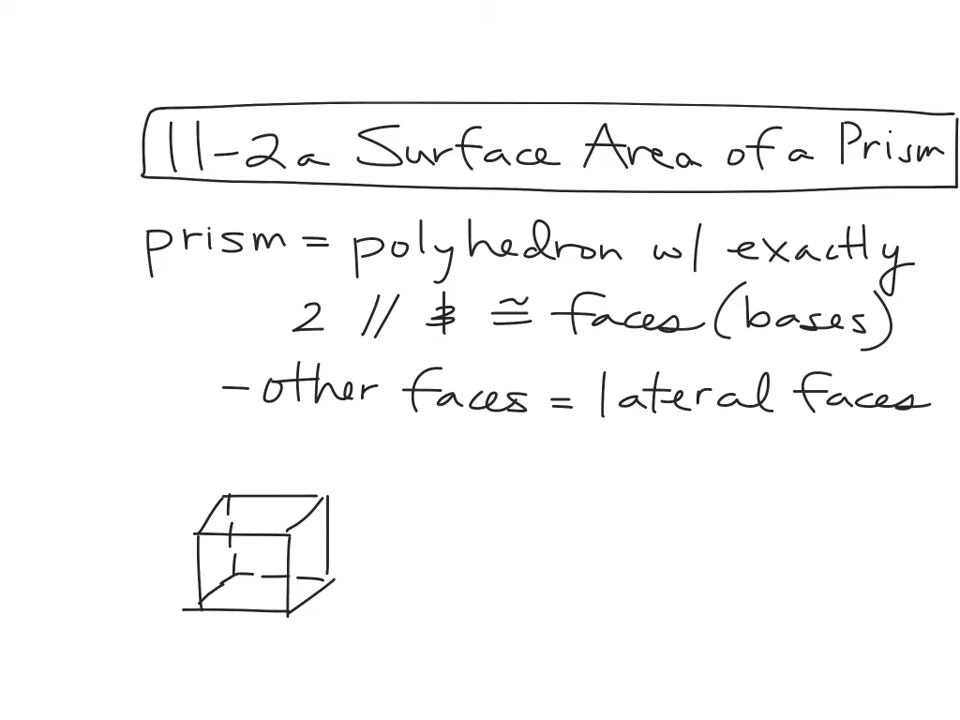 11-2a Surface Area of a Prism
prism = polyhedron w/ exactly
2 // & ≅ faces (bases)
- other faces = lateral faces